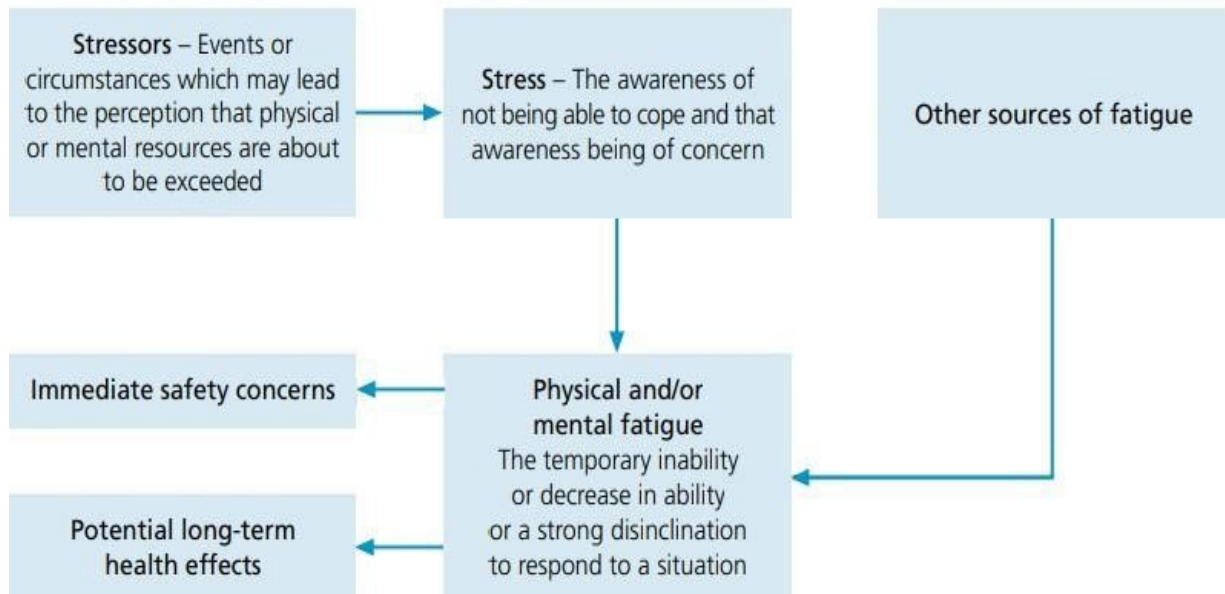 Stressors – Events or
circumstances which may lead
to the perception that physical
or mental resources are about
to be exceeded
Stress – The awareness of
not being able to cope and that
awareness being of concern
Other sources of fatigue
Immediate safety concerns
Physical and/or
mental fatigue
The temporary inability
or decrease in ability
or a strong disinclination
to respond to a situation
Potential long-term
health effects